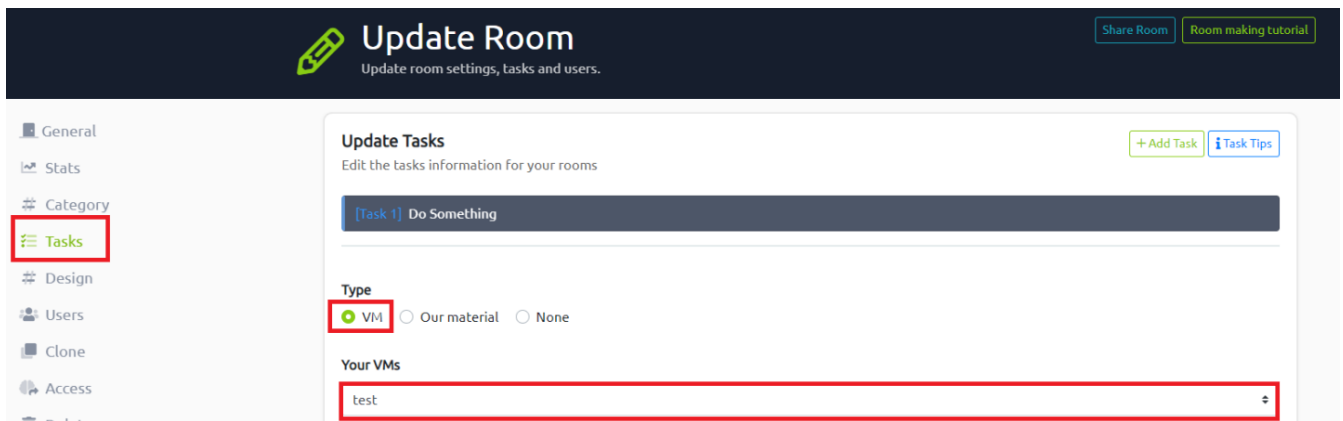 Update Room
Update room settings, tasks and users.
Share Room
Room making tutorial
General
Stats
Category
Tasks
Design
Users
Clone
Access
Update Tasks
Edit the tasks information for your rooms
+ Add Task
i Task Tips
[Task 1] Do Something
Type
VM Our material None
Your VMs
test